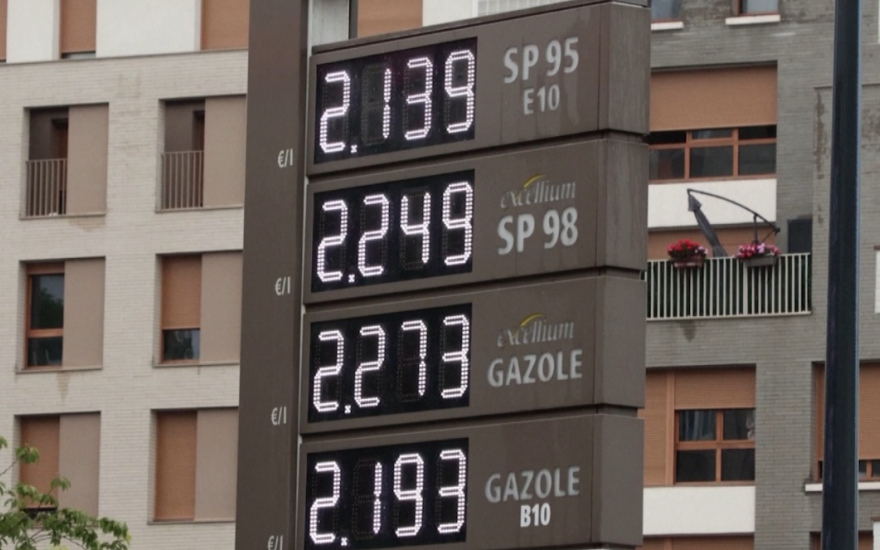 2.139 SP 95
E10
€/l
excellium
2.249 SP 98
€/l
excellium
2.273 GAZOLE
€/l
2.193 GAZOLE
B10
€/l